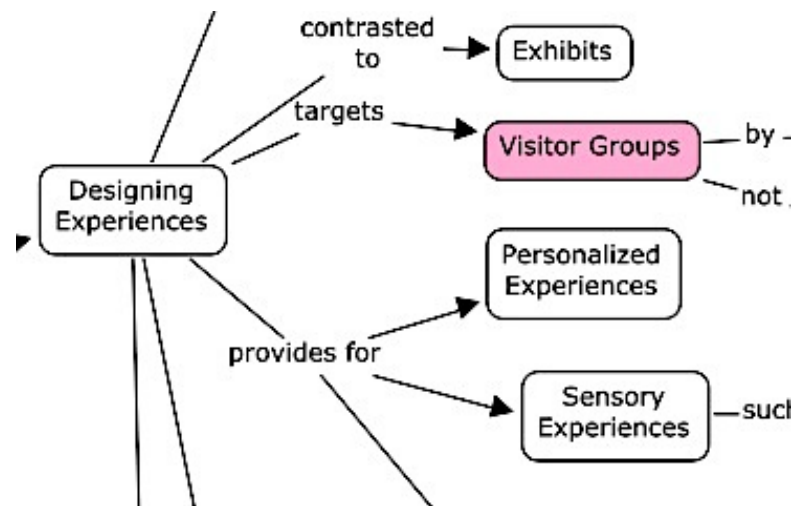 contrasted
to
Exhibits
targets
Visitor Groups
by
not
Designing
Experiences
Personalized
Experiences
provides for
Sensory
Experiences
such